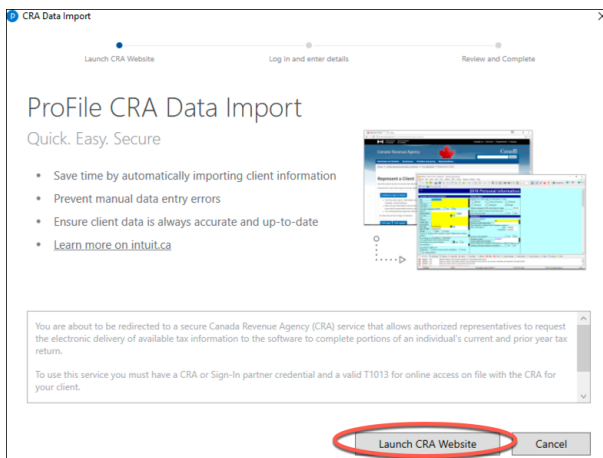 CRA Data Import
Launch CRA Website
Log in and enter details
Review and Complete
ProFile CRA Data Import
Quick. Easy. Secure
Save time by automatically importing client information
Prevent manual data entry errors
Ensure client data is always accurate and up-to-date
Learn more on intuit.ca
Canada Revenue Agency
Canada
Represent a Client
2016 Personal Information
You are about to be redirected to a secure Canada Revenue Agency (CRA) service that allows authorized representatives to request
the electronic delivery of available tax information to the software to complete portions of an individual's current and prior year tax
return.
To use this service you must have a CRA or Sign-In partner credential and a valid T1013 for online access on file with the CRA for
your client.
Launch CRA Website
Cancel